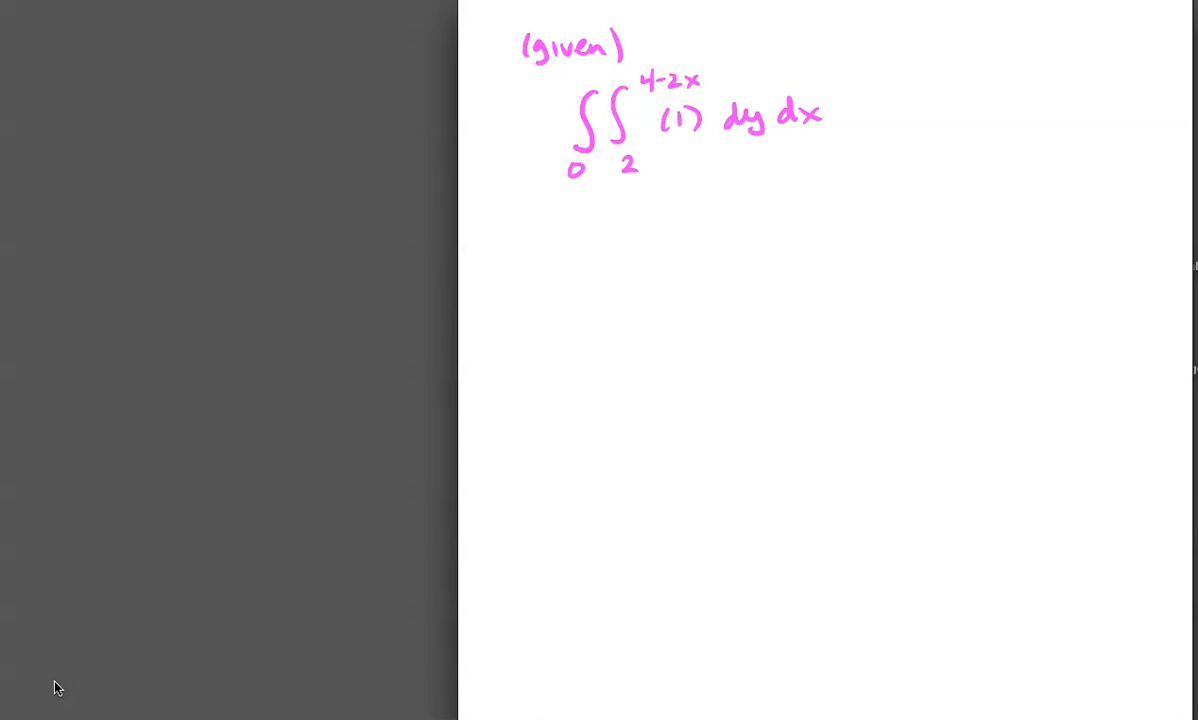 (given)
∫₀ ∫₂^{4-2x} (1) dy dx